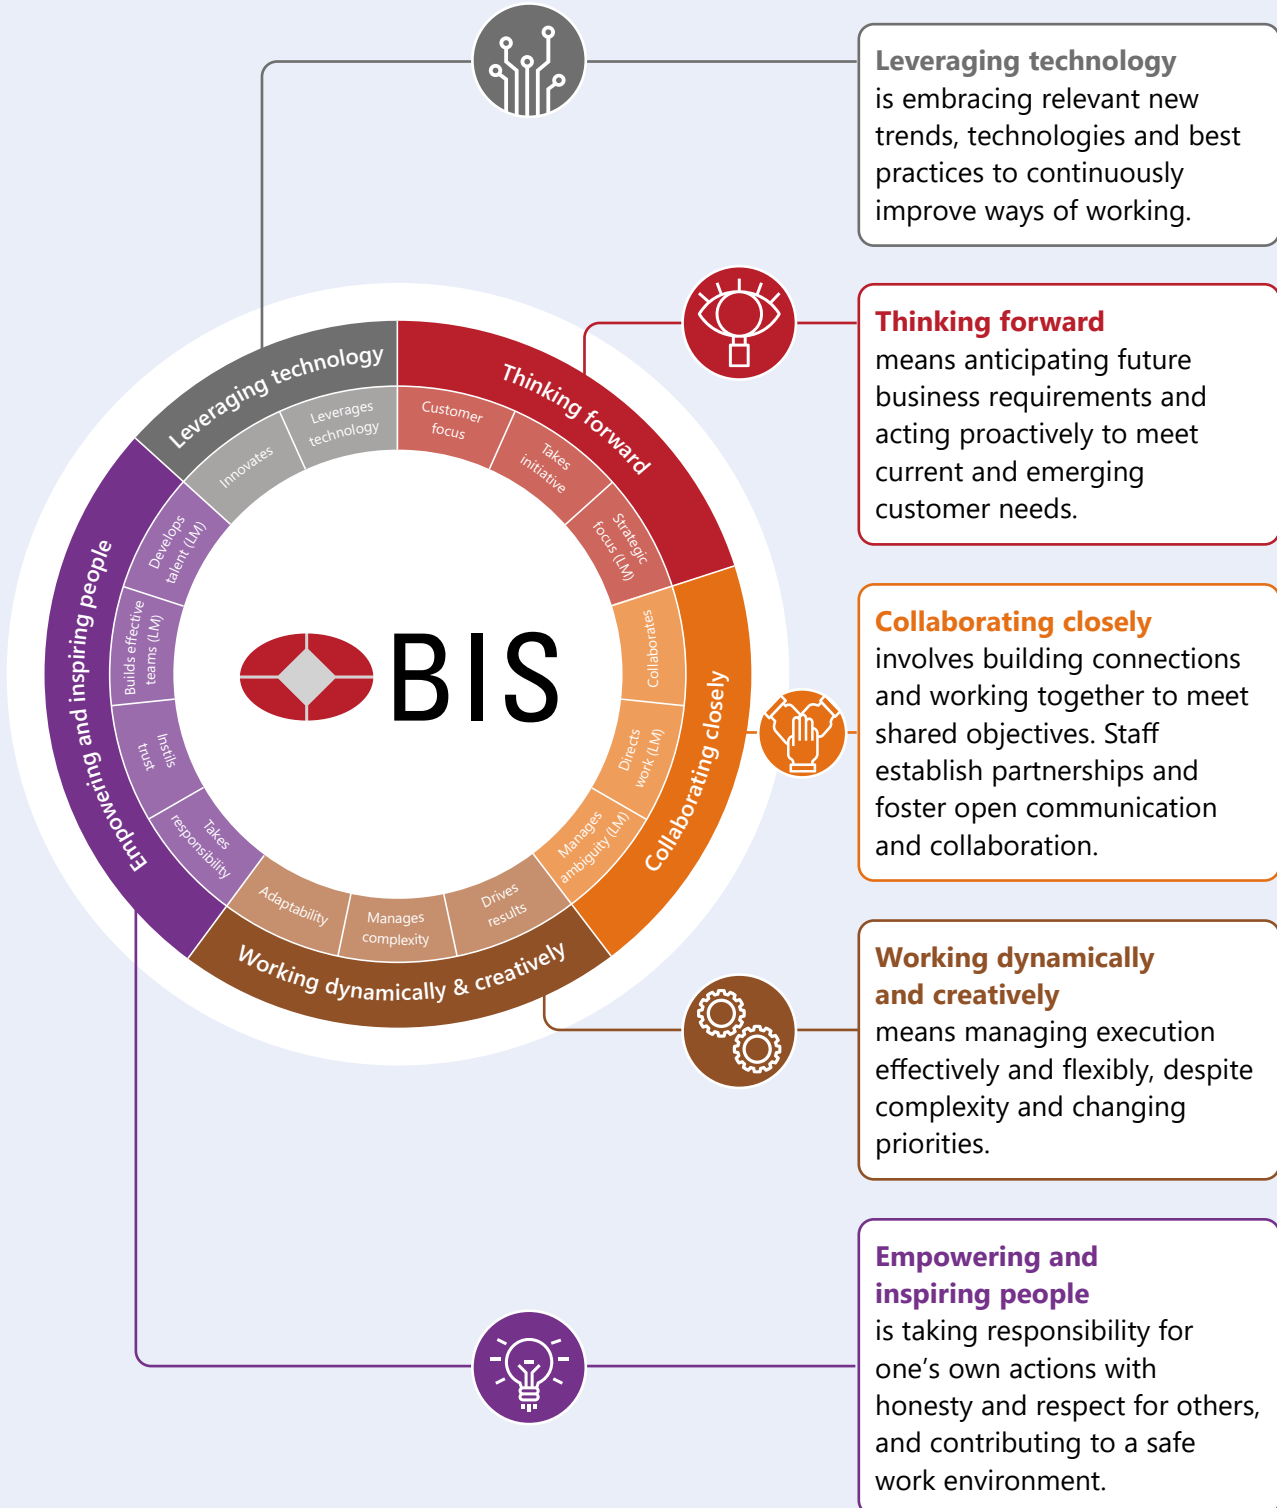 Leveraging technology
is embracing relevant new
trends, technologies and best
practices to continuously
improve ways of working.
Thinking forward
means anticipating future
business requirements and
acting proactively to meet
current and emerging
customer needs.
Collaborating closely
involves building connections
and working together to meet
shared objectives. Staff
establish partnerships and
foster open communication
and collaboration.
Working dynamically
and creatively
means managing execution
effectively and flexibly, despite
complexity and changing
priorities.
Empowering and
inspiring people
is taking responsibility for
one's own actions with
honesty and respect for others,
and contributing to a safe
work environment.
Leveraging technology
Innovates
Leverages
technology
Thinking forward
Customer
focus
Takes
initiative
Strategic
focus (LM)
Collaborating closely
Collaborates
Directs
work (LM)
Manages
ambiguity (LM)
Working dynamically & creatively
Drives
results
Manages
complexity
Adaptability
Empowering and inspiring people
Takes
responsibility
Instils
trust
Builds effective
teams (LM)
Develops
talent (LM)
BIS